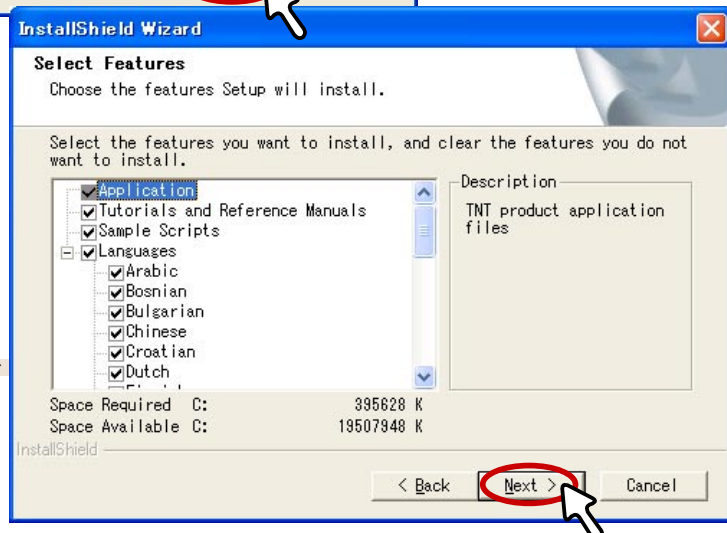 InstallShield Wizard
Select Features
Choose the features Setup will install.
Select the features you want to install, and clear the features you do not
want to install.
Application
Tutorials and Reference Manuals
Sample Scripts
Languages
Arabic
Bosnian
Bulgarian
Chinese
Croatian
Dutch
Description
TNT product application
files
Space Required C: 395628 K
Space Available C: 19507948 K
InstallShield
< Back Next > Cancel